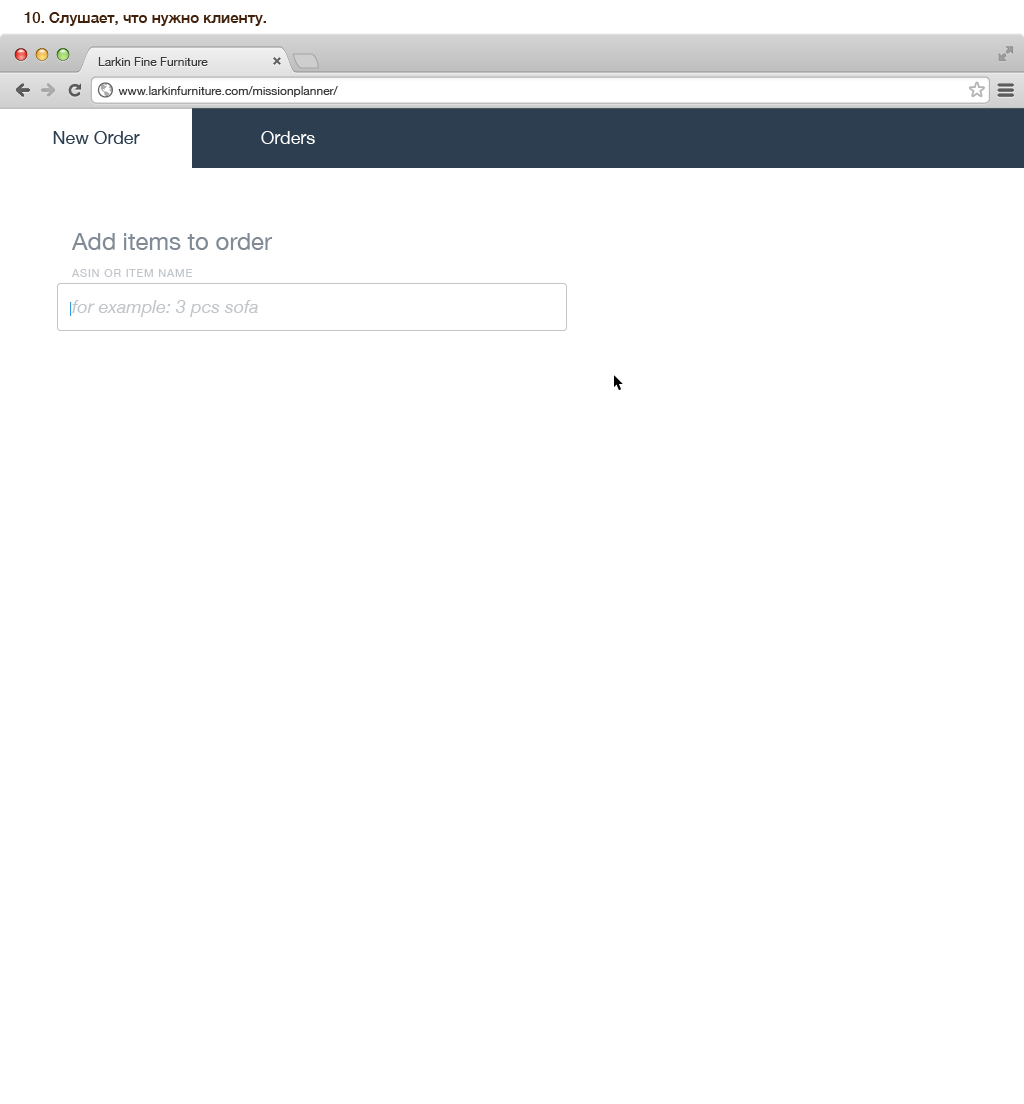 10. Слушает, что нужно клиенту.
Larkin Fine Furniture
www.larkinfurniture.com/missionplanner/
New Order Orders
Add items to order
ASIN OR ITEM NAME
for example: 3 pcs sofa